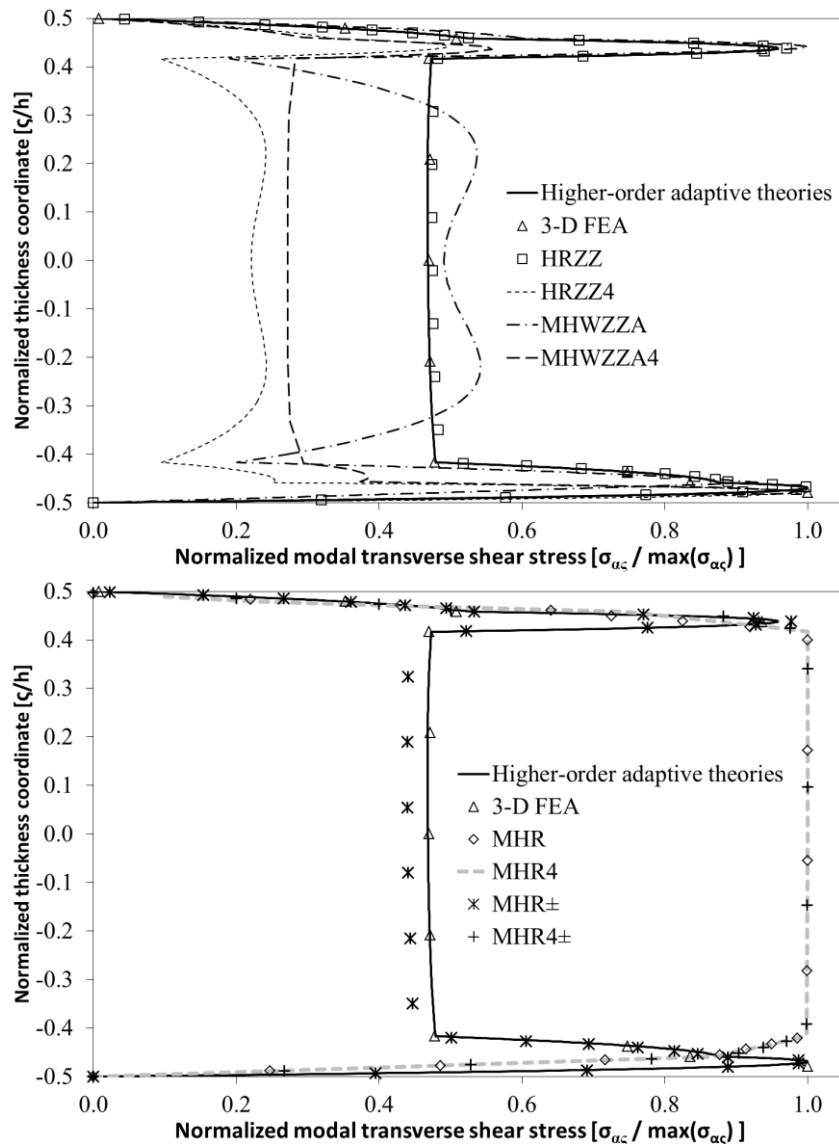 Normalized thickness coordinate [ς/h]
0.5
0.4
0.3
0.2
0.1
0.0
-0.1
-0.2
-0.3
-0.4
-0.5
Higher-order adaptive theories
3-D FEA
HRZZ
HRZZ4
MHWZZA
MHWZZA4
0.0 0.2 0.4 0.6 0.8 1.0
Normalized modal transverse shear stress [σας / max(σας) ]
Normalized thickness coordinate [ς/h]
0.5
0.4
0.3
0.2
0.1
0.0
-0.1
-0.2
-0.3
-0.4
-0.5
Higher-order adaptive theories
3-D FEA
MHR
MHR4
MHR±
MHR4±
0.0 0.2 0.4 0.6 0.8 1.0
Normalized modal transverse shear stress [σας / max(σας) ]